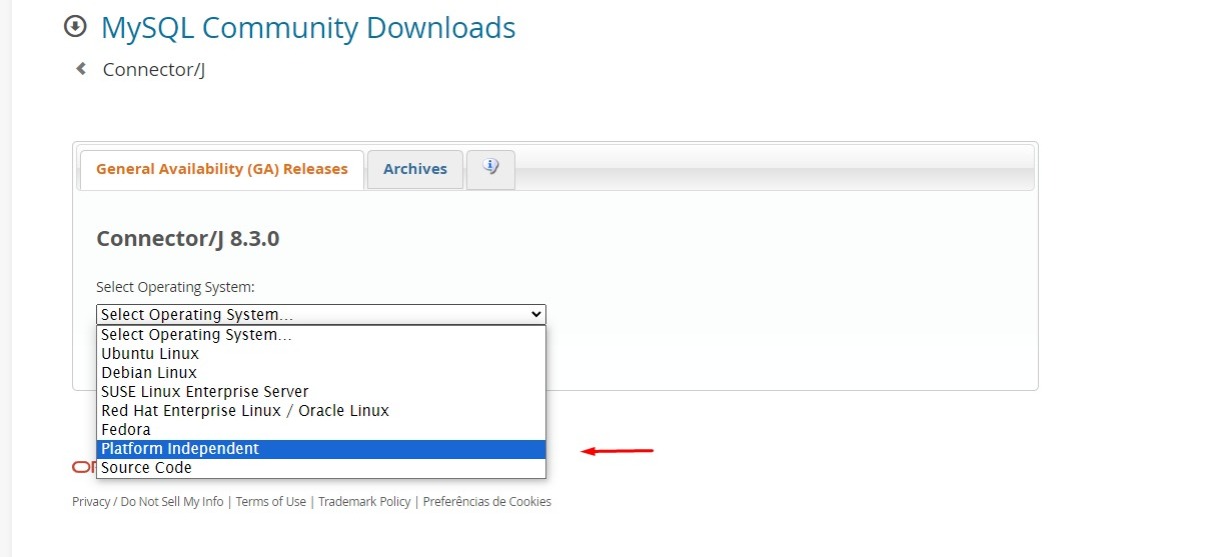 MySQL Community Downloads
Connector/J
General Availability (GA) Releases
Archives
Connector/J 8.3.0
Select Operating System:
Select Operating System...
Select Operating System...
Ubuntu Linux
Debian Linux
SUSE Linux Enterprise Server
Red Hat Enterprise Linux / Oracle Linux
Fedora
Platform Independent
Source Code
Privacy / Do Not Sell My Info | Terms of Use | Trademark Policy | Preferências de Cookies